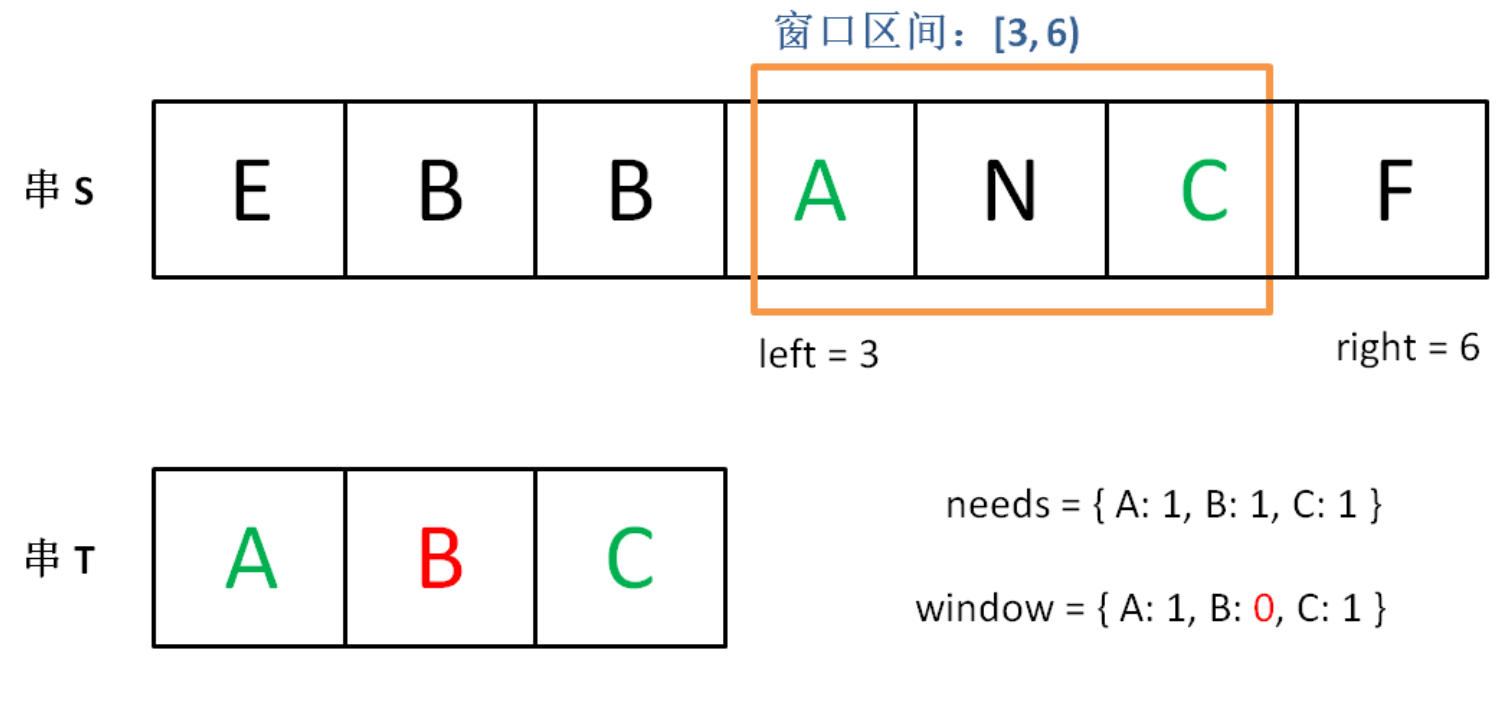 窗口区间：[3, 6)
串 S E B B A N C F
left = 3 right = 6
串 T A B C
needs = { A: 1, B: 1, C: 1 }
window = { A: 1, B: 0, C: 1 }